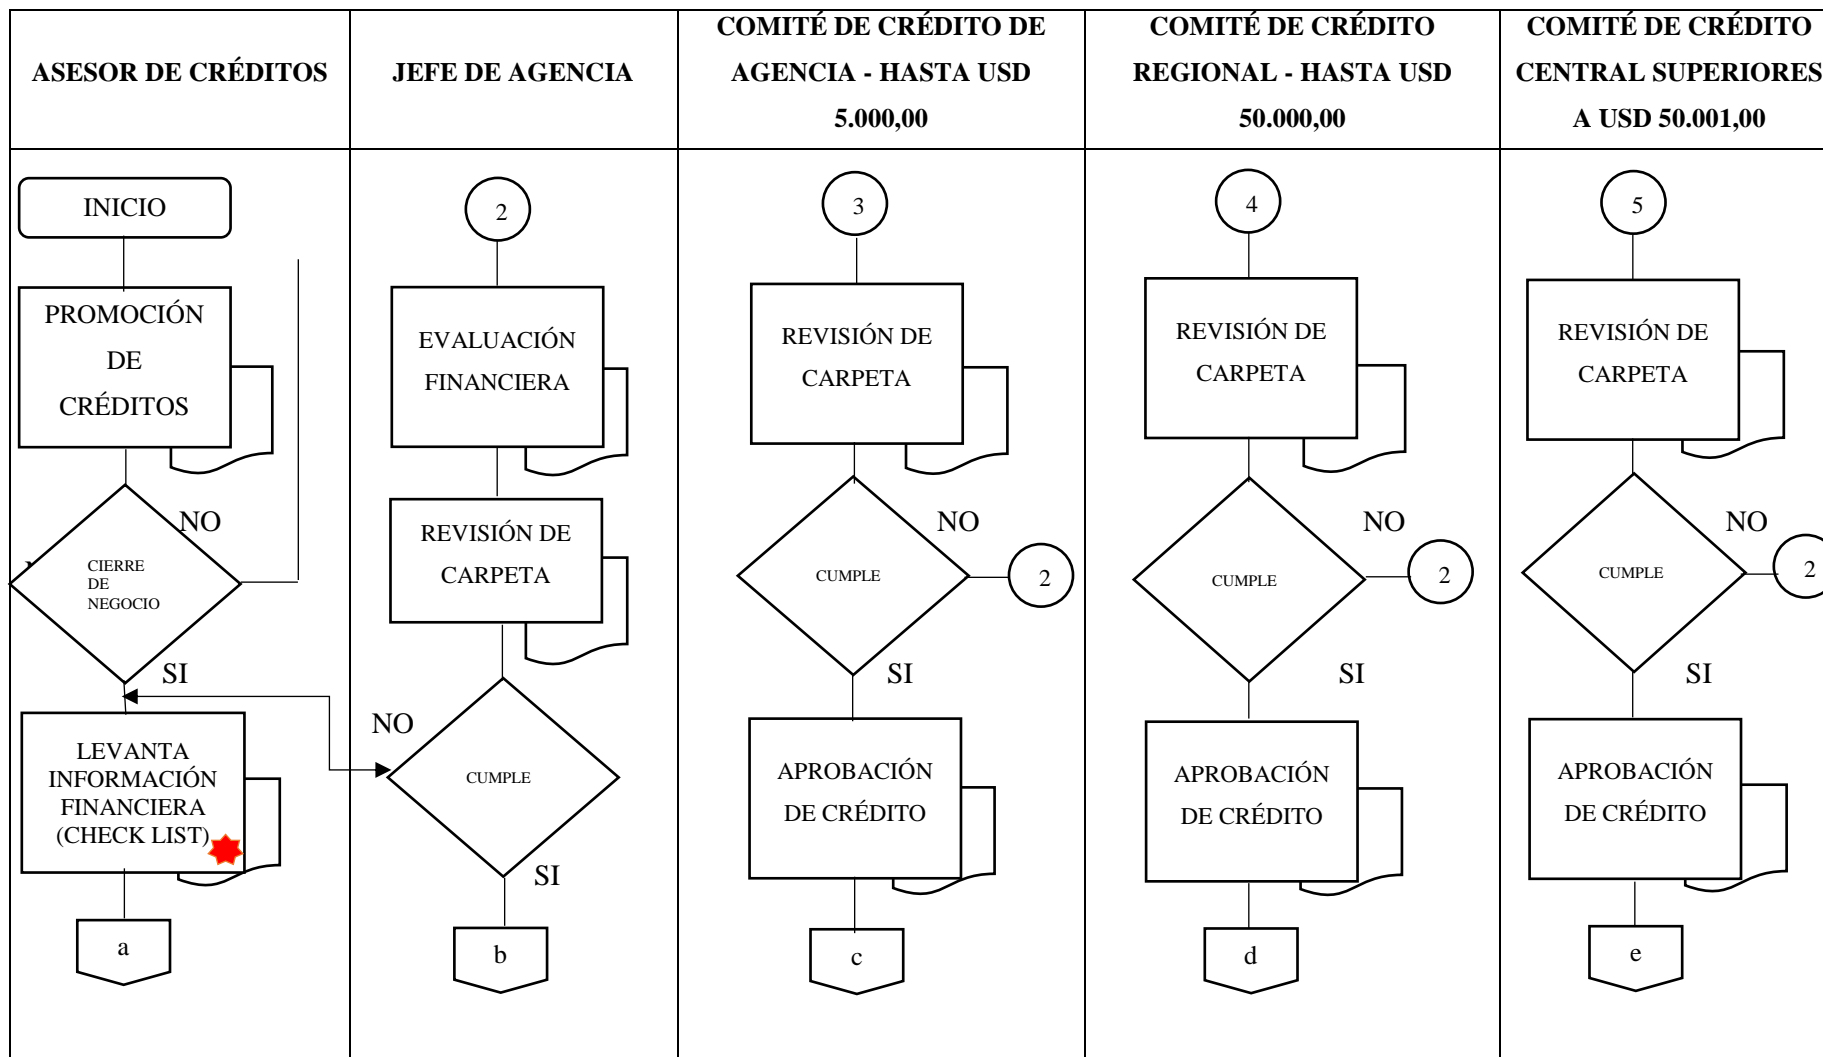 ASESOR DE CRÉDITOS
JEFE DE AGENCIA
COMITÉ DE CRÉDITO DE
AGENCIA - HASTA USD
5.000,00
COMITÉ DE CRÉDITO
REGIONAL - HASTA USD
50.000,00
COMITÉ DE CRÉDITO
CENTRAL SUPERIORES
A USD 50.001,00
INICIO
PROMOCIÓN
DE
CRÉDITOS
NO
CIERRE
DE
NEGOCIO
SI
LEVANTA
INFORMACIÓN
FINANCIERA
(CHECK LIST)
a
2
EVALUACIÓN
FINANCIERA
REVISIÓN DE
CARPETA
NO
CUMPLE
SI
b
3
REVISIÓN DE
CARPETA
NO
CUMPLE
2
SI
APROBACIÓN
DE CRÉDITO
c
4
REVISIÓN DE
CARPETA
NO
CUMPLE
2
SI
APROBACIÓN
DE CRÉDITO
d
5
REVISIÓN DE
CARPETA
NO
CUMPLE
2
SI
APROBACIÓN
DE CRÉDITO
e